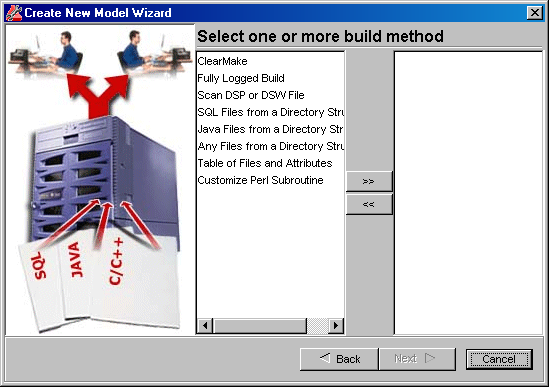 Create New Model Wizard
Select one or more build method
ClearMake
Fully Logged Build
Scan DSP or DSW File
SQL Files from a Directory Stru
Java Files from a Directory Str
Any Files from a Directory Stru
Table of Files and Attributes
Customize Perl Subroutine
>>
<<
SQL
JAVA
C/C++
Back
Next
Cancel